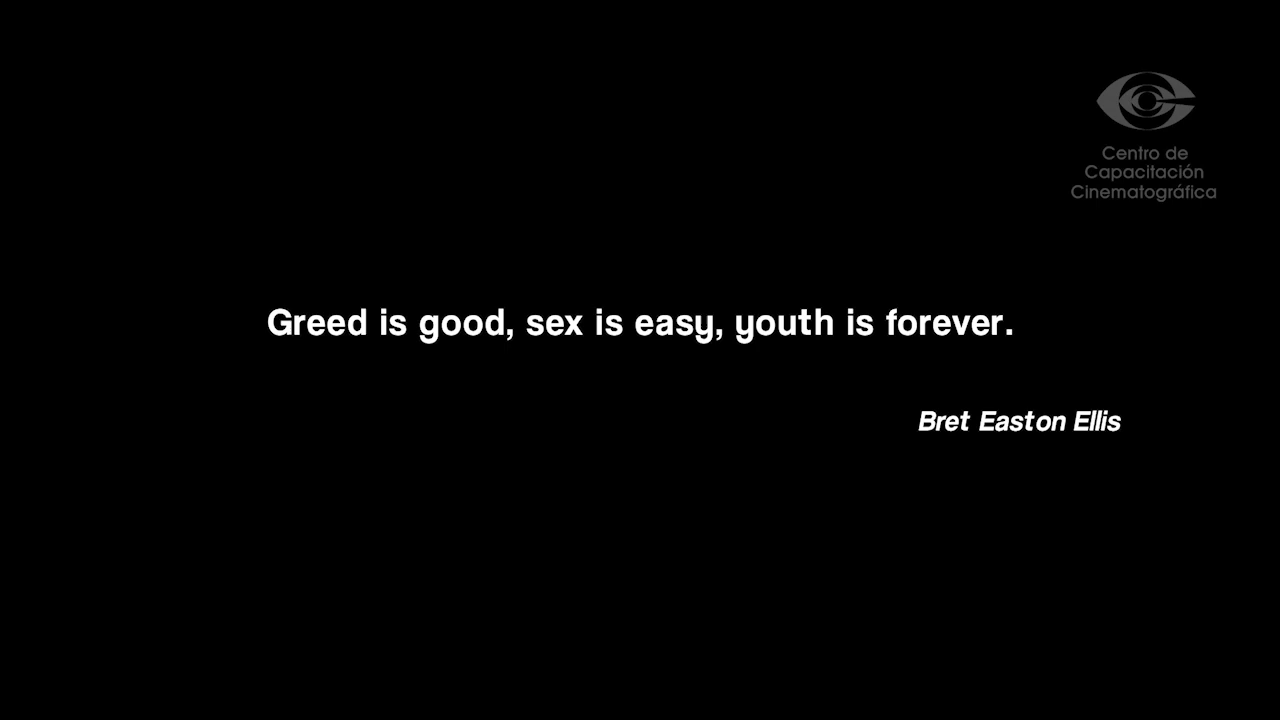 Centro de
Capacitación
Cinematográfica
Greed is good, sex is easy, youth is forever.
Bret Easton Ellis